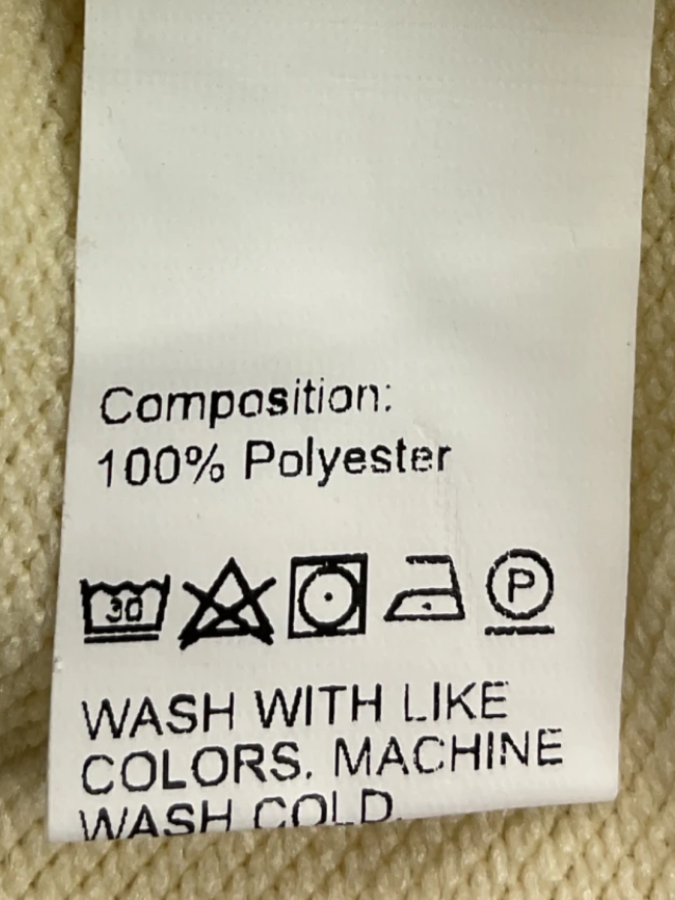 Composition:
100% Polyester
30
P
WASH WITH LIKE
COLORS. MACHINE
WASH COLD.